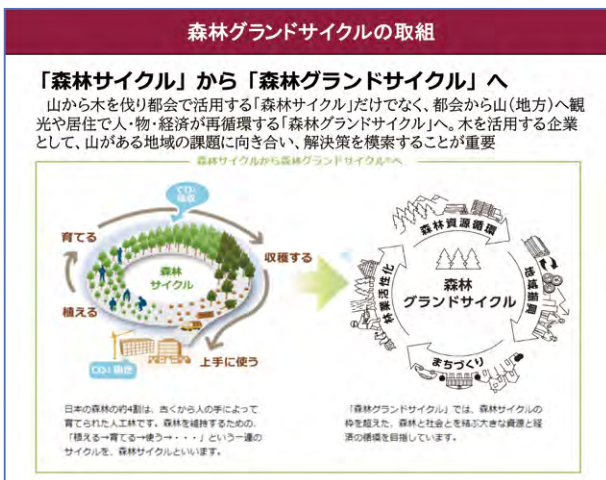 森林グランドサイクルの取組
「森林サイクル」から「森林グランドサイクル」へ
山から木を伐り都会で活用する「森林サイクル」だけでなく、都会から山(地方)へ観
光や居住で人・物・経済が再循環する「森林グランドサイクル」へ。木を活用する企業
として、山がある地域の課題に向き合い、解決策を模索することが重要
森林サイクルから森林グランドサイクル®へ
CO₂
吸収
育てる
収穫する
森林
サイクル
植える
上手に使う
CO₂固定
森林資源循環
地域振興
まちづくり
林業活性化
森林
グランドサイクル
日本の森林の約4割は、古くから人の手によって
育てられた人工林です。森林を維持するための、
「植える→育てる→使う→・・・」という一連の
サイクルを、森林サイクルといいます。
「森林グランドサイクル」では、森林サイクルの
枠を超えた、森林と社会とを結ぶ大きな資源と経
済の循環を目指しています。